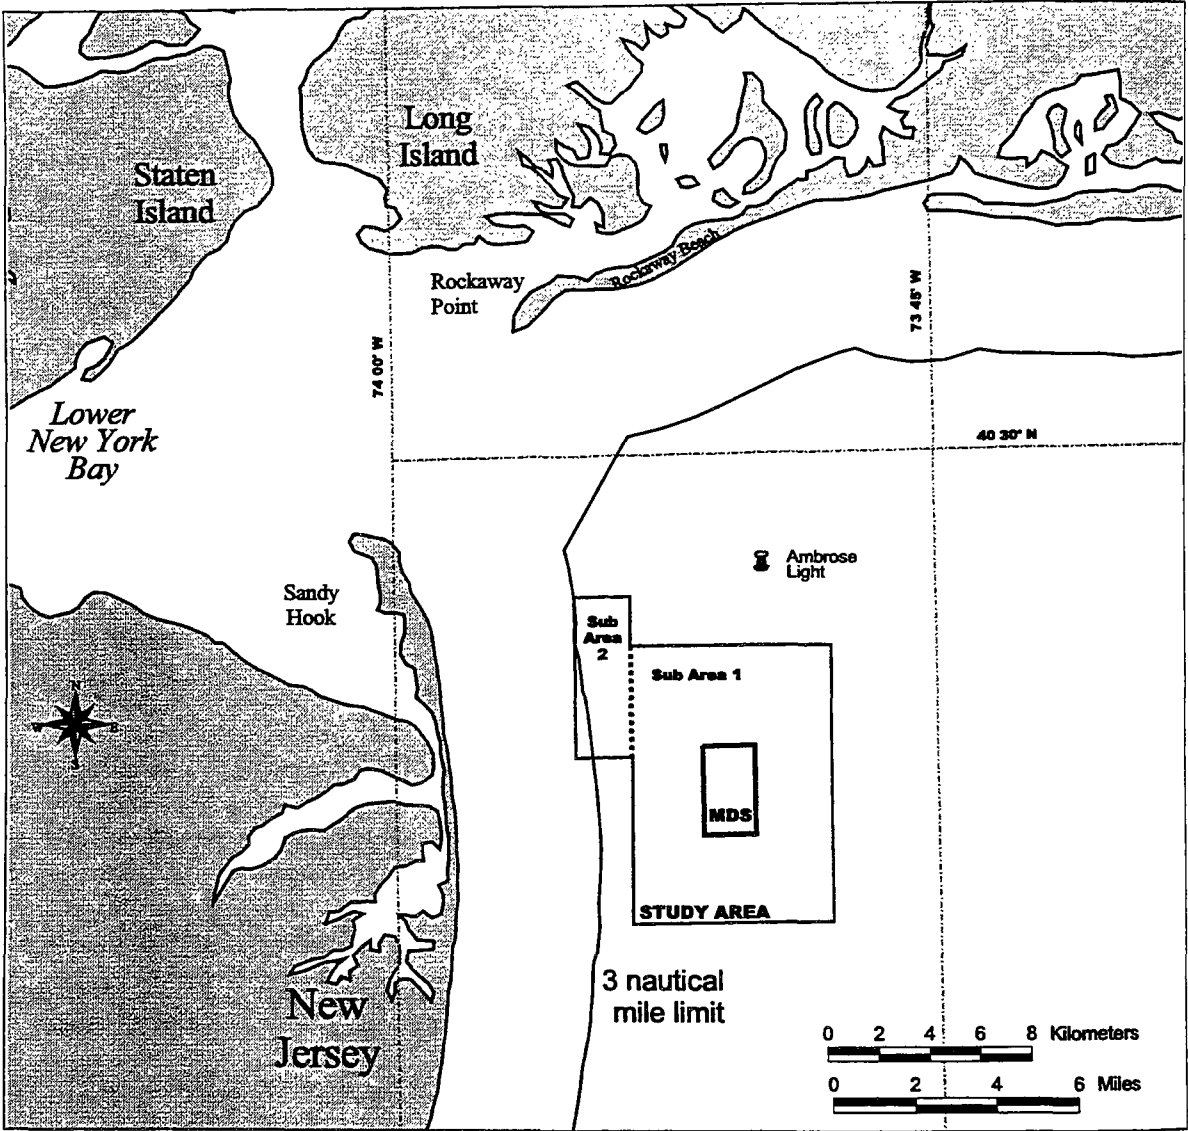 Long
Island
Staten
Island
Rockaway Beach
Rockaway
Point
73 45' W
74 00' W
Lower
New York
Bay
40 30' N
Ambrose
Light
Sandy
Hook
Sub
Area
2
Sub Area 1
N
W
E
S
MDS
STUDY AREA
3 nautical
mile limit
New
Jersey
0 2 4 6 8 Kilometers
0 2 4 6 Miles